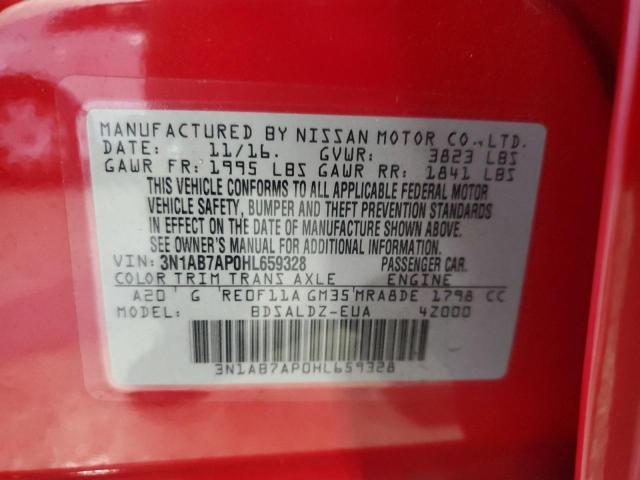 MANUFACTURED BY NISSAN MOTOR CO., LTD.
DATE: 11/16. GVWR: 3823 LBS
GAWR FR: 1995 LBS GAWR RR: 1841 LBS
THIS VEHICLE CONFORMS TO ALL APPLICABLE FEDERAL MOTOR
VEHICLE SAFETY, BUMPER AND THEFT PREVENTION STANDARDS
IN EFFECT ON THE DATE OF MANUFACTURE SHOWN ABOVE.
SEE OWNER'S MANUAL FOR ADDITIONAL INFORMATION.
VIN: 3N1AB7AP0HL659328 PASSENGER CAR.
COLOR TRIM TRANS AXLE ENGINE
A20 G RE0F11A GM35 MRA8DE 1798 CC
MODEL: BDSALDZ-EUA 4Z000
3N1AB7AP0HL659328